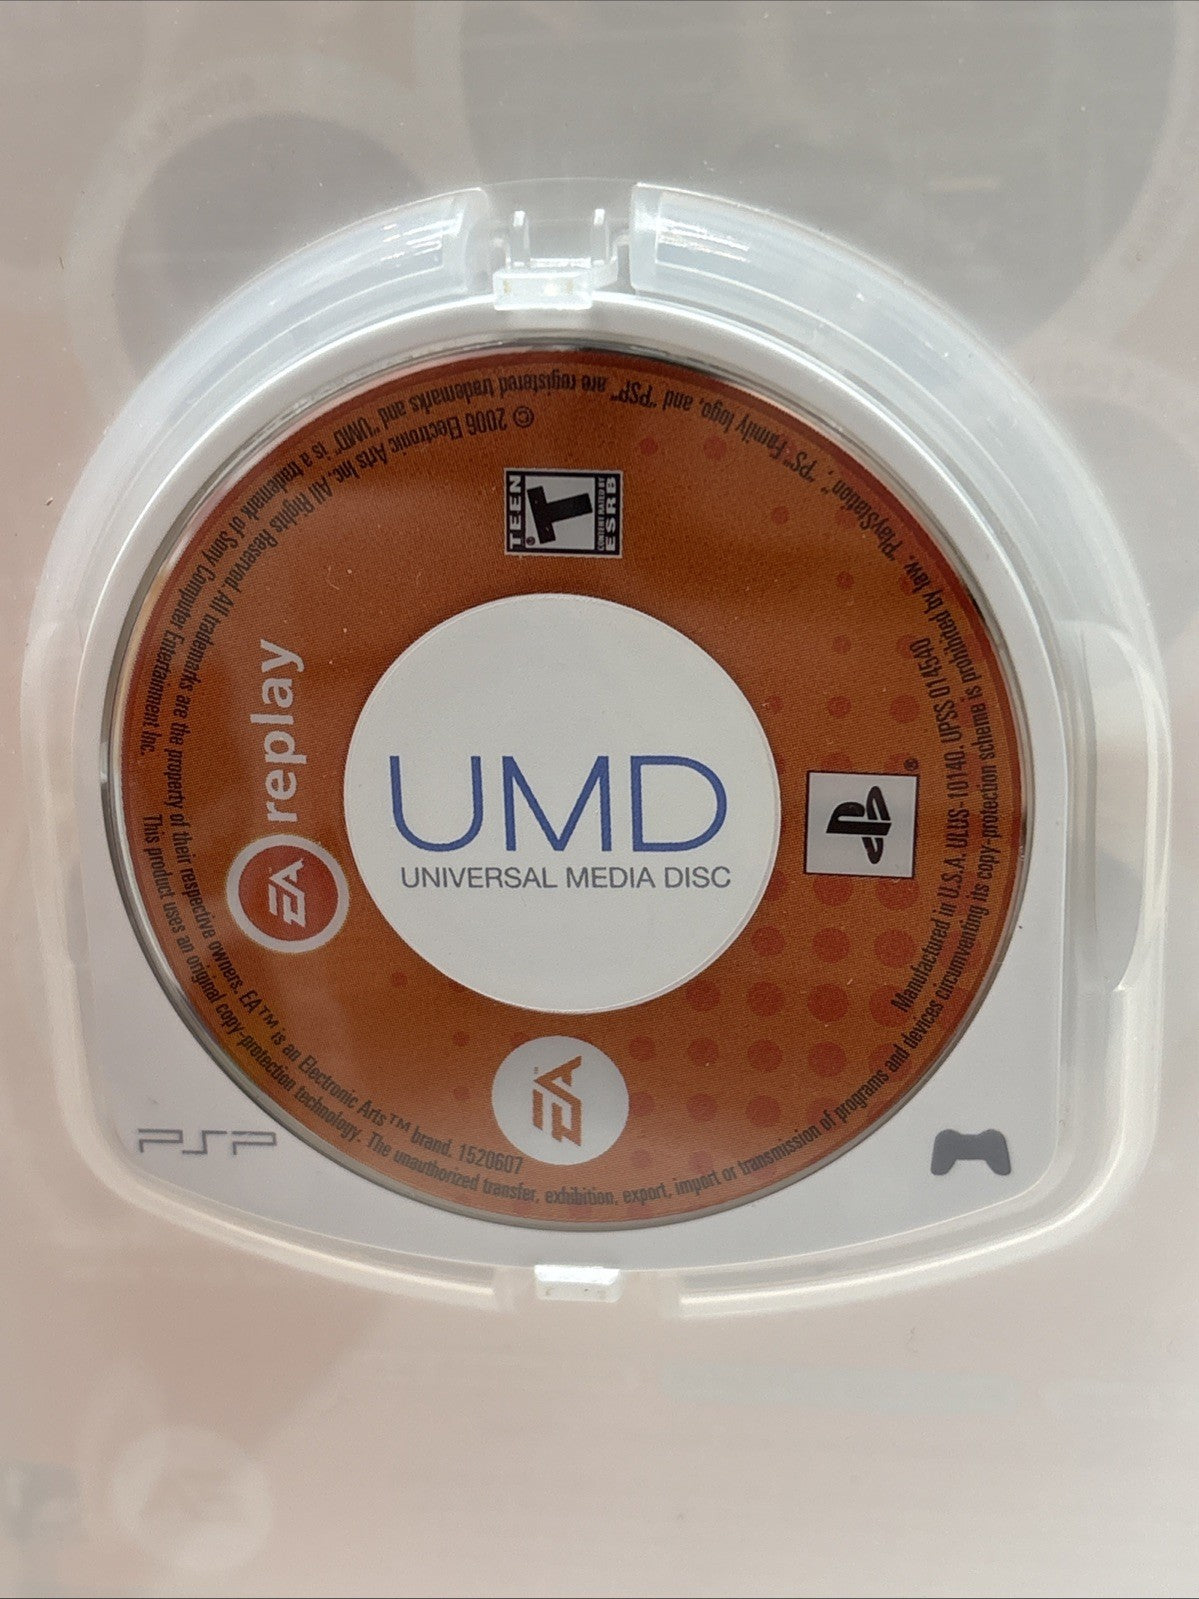 © 2006 Electronic Arts Inc. All Rights Reserved. All trademarks are the property of their respective owners. EA™ is an Electronic Arts™ brand. 1520607
"PlayStation", "PS" Family logo, and "PSP" are registered trademarks and "UMD" is a trademark of Sony Computer Entertainment Inc.
TEEN
T
®
CONTENT RATED BY
ESRB
EA replay
UMD
UNIVERSAL MEDIA DISC
®
EA™
Manufactured in U.S.A. ULUS-10140. UPSS 014540
This product uses an original copy-protection technology. The unauthorized transfer, exhibition, export, import or transmission of programs and devices circumventing its copy-protection scheme is prohibited by law.
PSP